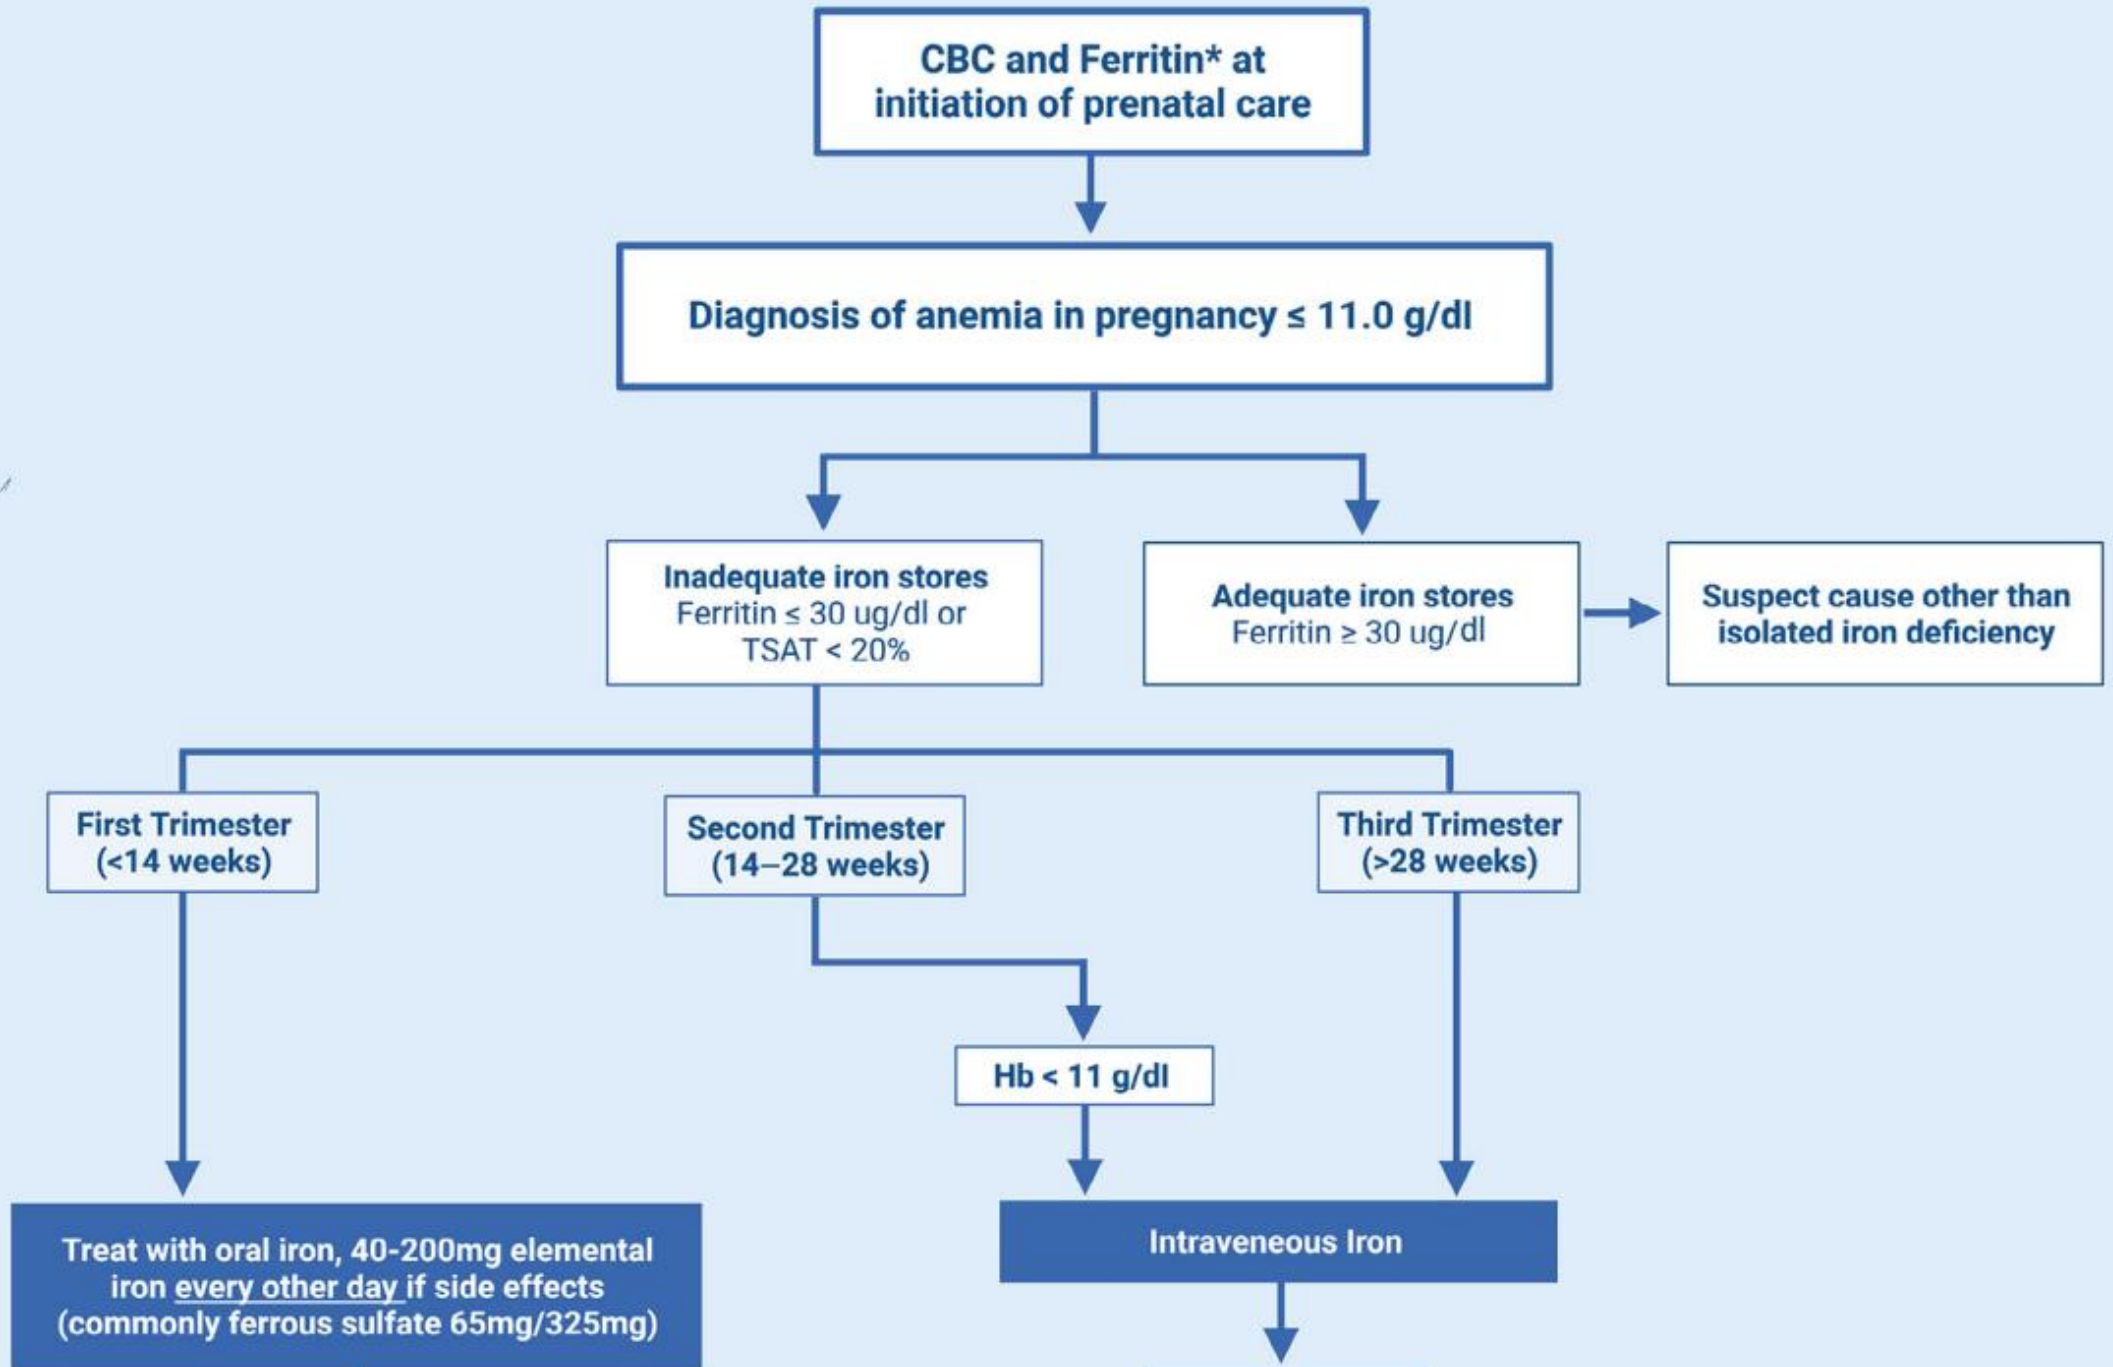 CBC and Ferritin* at
initiation of prenatal care
Diagnosis of anemia in pregnancy ≤ 11.0 g/dl
Inadequate iron stores
Ferritin ≤ 30 ug/dl or
TSAT < 20%
Adequate iron stores
Ferritin ≥ 30 ug/dl
Suspect cause other than
isolated iron deficiency
First Trimester
(<14 weeks)
Second Trimester
(14–28 weeks)
Third Trimester
(>28 weeks)
Hb < 11 g/dl
Treat with oral iron, 40-200mg elemental
iron every other day if side effects
(commonly ferrous sulfate 65mg/325mg)
Intraveneous Iron